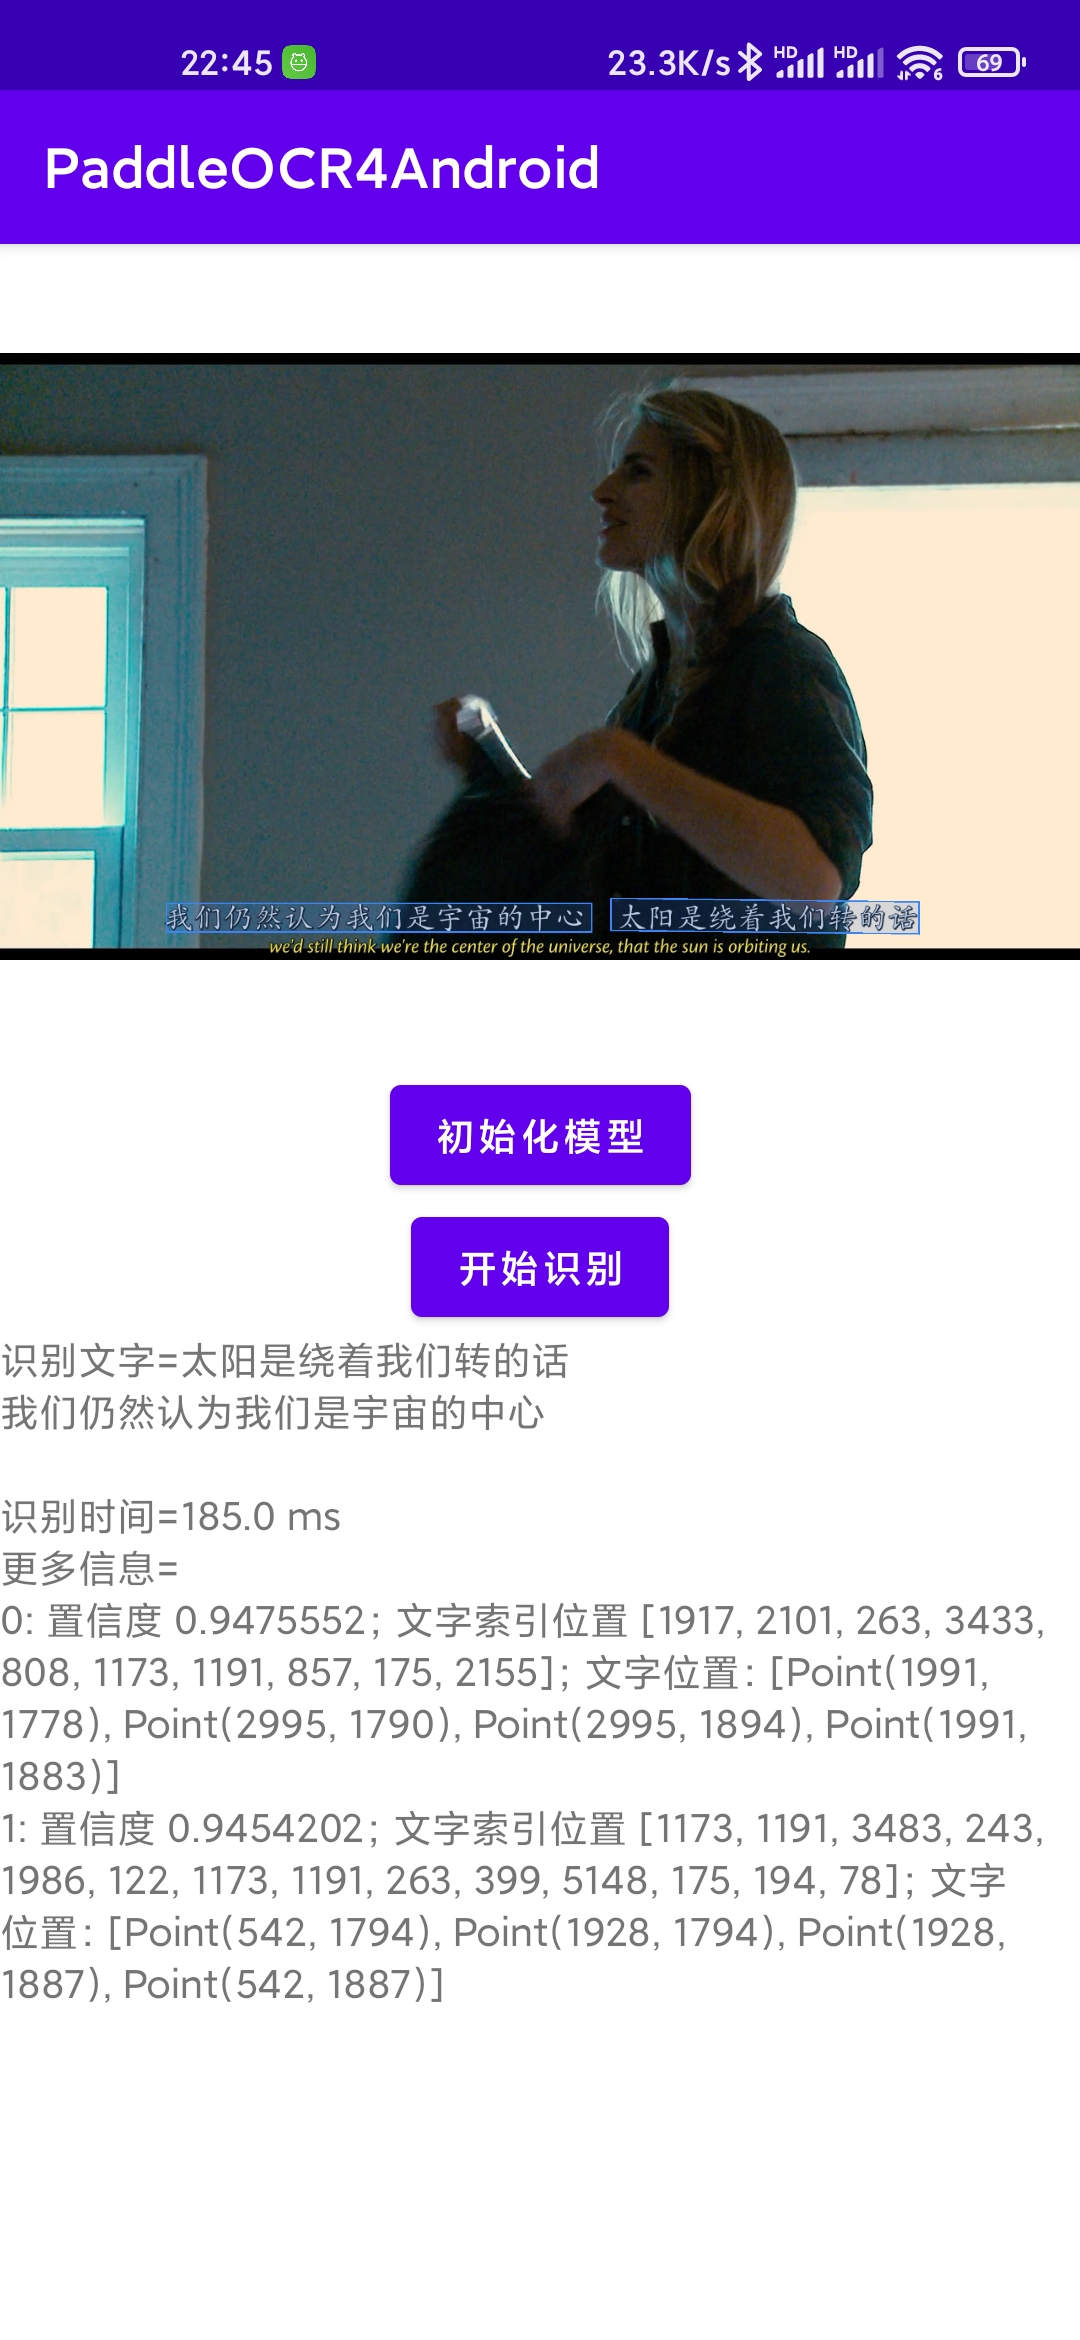 22:45 23.3K/s HD HD 6 69
PaddleOCR4Android
我们仍然认为我们是宇宙的中心 太阳是绕着我们转的话
we'd still think we're the center of the universe, that the sun is orbiting us.
初始化模型
开始识别
识别文字=太阳是绕着我们转的话
我们仍然认为我们是宇宙的中心
识别时间=185.0 ms
更多信息=
0: 置信度 0.9475552; 文字索引位置 [1917, 2101, 263, 3433,
808, 1173, 1191, 857, 175, 2155]; 文字位置: [Point(1991,
1778), Point(2995, 1790), Point(2995, 1894), Point(1991,
1883)]
1: 置信度 0.9454202; 文字索引位置 [1173, 1191, 3483, 243,
1986, 122, 1173, 1191, 263, 399, 5148, 175, 194, 78]; 文字
位置: [Point(542, 1794), Point(1928, 1794), Point(1928,
1887), Point(542, 1887)]